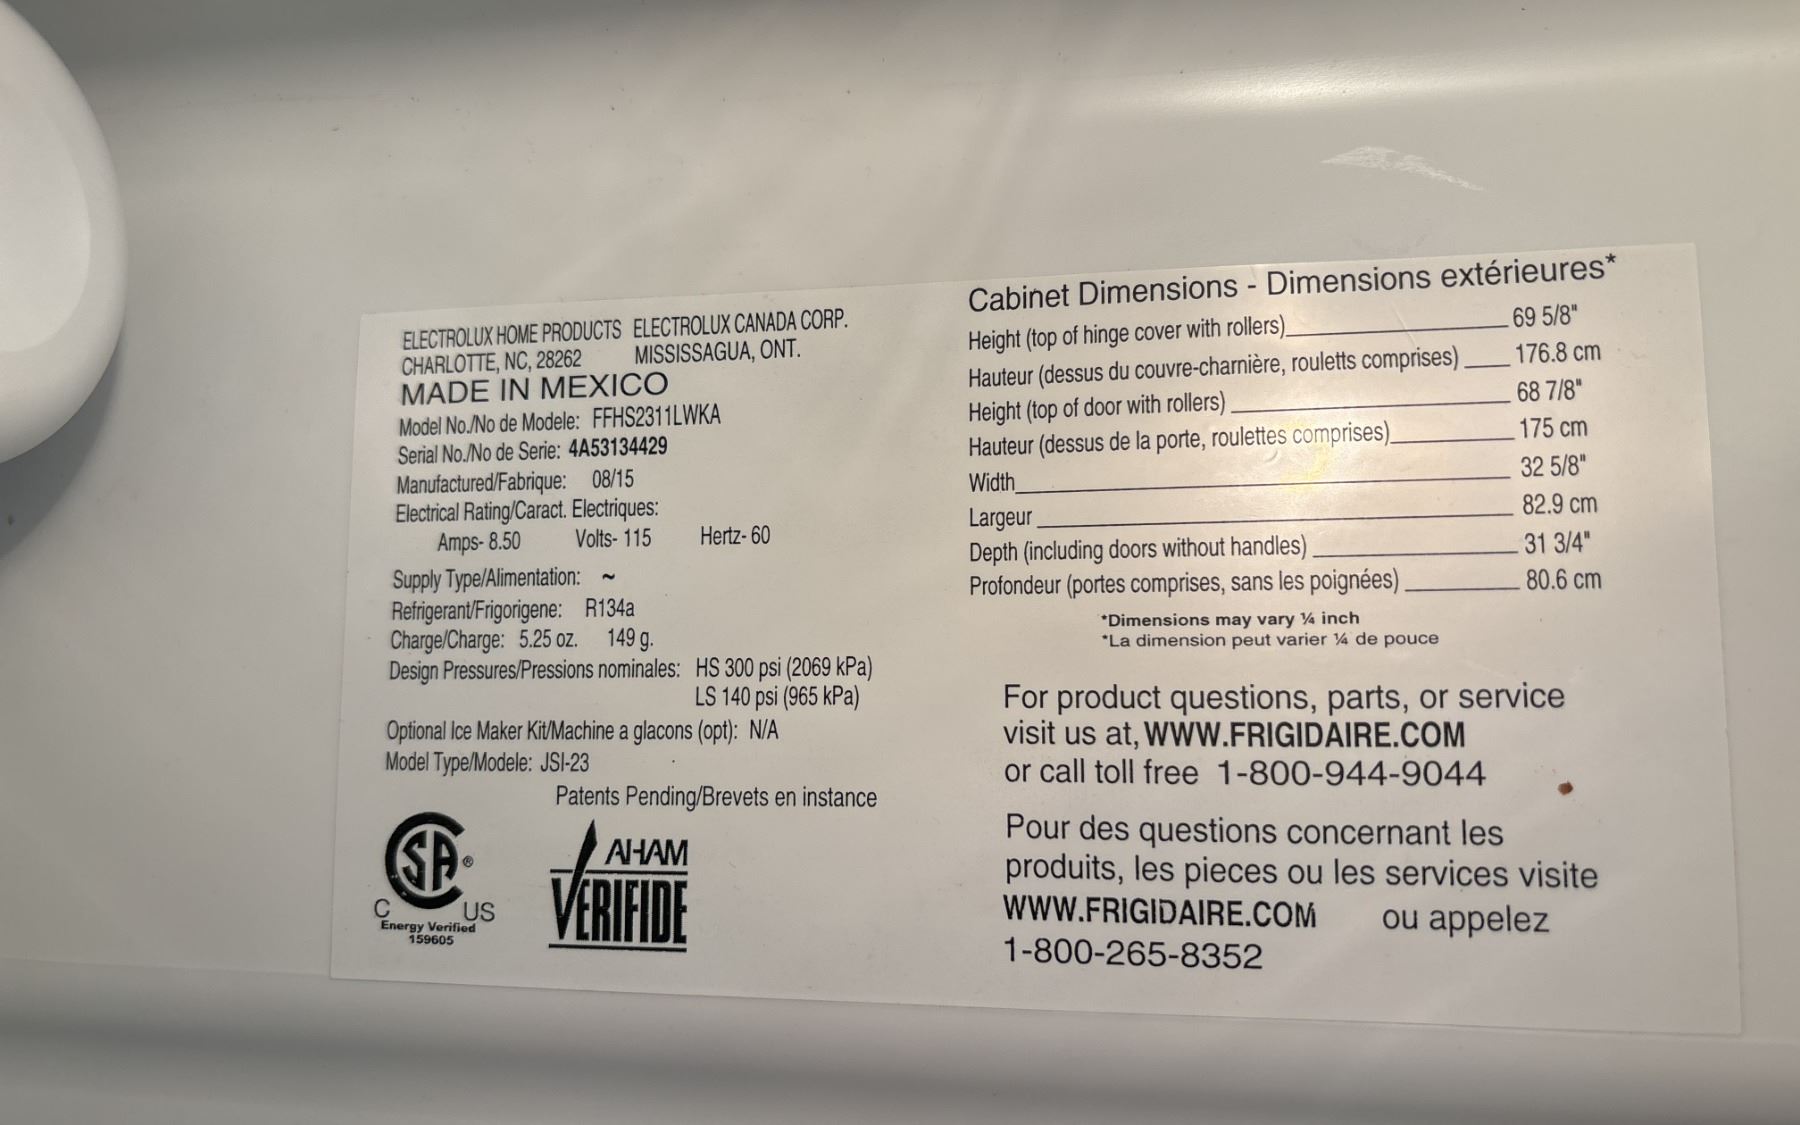 ELECTROLUX HOME PRODUCTS ELECTROLUX CANADA CORP.
CHARLOTTE, NC, 28262 MISSISSAGUA, ONT.
MADE IN MEXICO
Model No./No de Modele: FFHS2311LWKA
Serial No./No de Serie: 4A53134429
Manufactured/Fabrique: 08/15
Electrical Rating/Caract. Electriques:
Amps- 8.50 Volts- 115 Hertz- 60
Supply Type/Alimentation: ~
Refrigerant/Frigorigene: R134a
Charge/Charge: 5.25 oz. 149 g.
Design Pressures/Pressions nominales: HS 300 psi (2069 kPa)
LS 140 psi (965 kPa)
Optional Ice Maker Kit/Machine a glacons (opt): N/A
Model Type/Modele: JSI-23
Patents Pending/Brevets en instance
CSA®
C US
Energy Verified
159605
AHAM
VERIFIDE
Cabinet Dimensions - Dimensions extérieures*
Height (top of hinge cover with rollers) 69 5/8"
Hauteur (dessus du couvre-charnière, rouletts comprises) 176.8 cm
Height (top of door with rollers) 68 7/8"
Hauteur (dessus de la porte, roulettes comprises) 175 cm
Width 32 5/8"
Largeur 82.9 cm
Depth (including doors without handles) 31 3/4"
Profondeur (portes comprises, sans les poignées) 80.6 cm
*Dimensions may vary ¼ inch
*La dimension peut varier ¼ de pouce
For product questions, parts, or service
visit us at, WWW.FRIGIDAIRE.COM
or call toll free 1-800-944-9044
Pour des questions concernant les
produits, les pieces ou les services visite
WWW.FRIGIDAIRE.COM ou appelez
1-800-265-8352